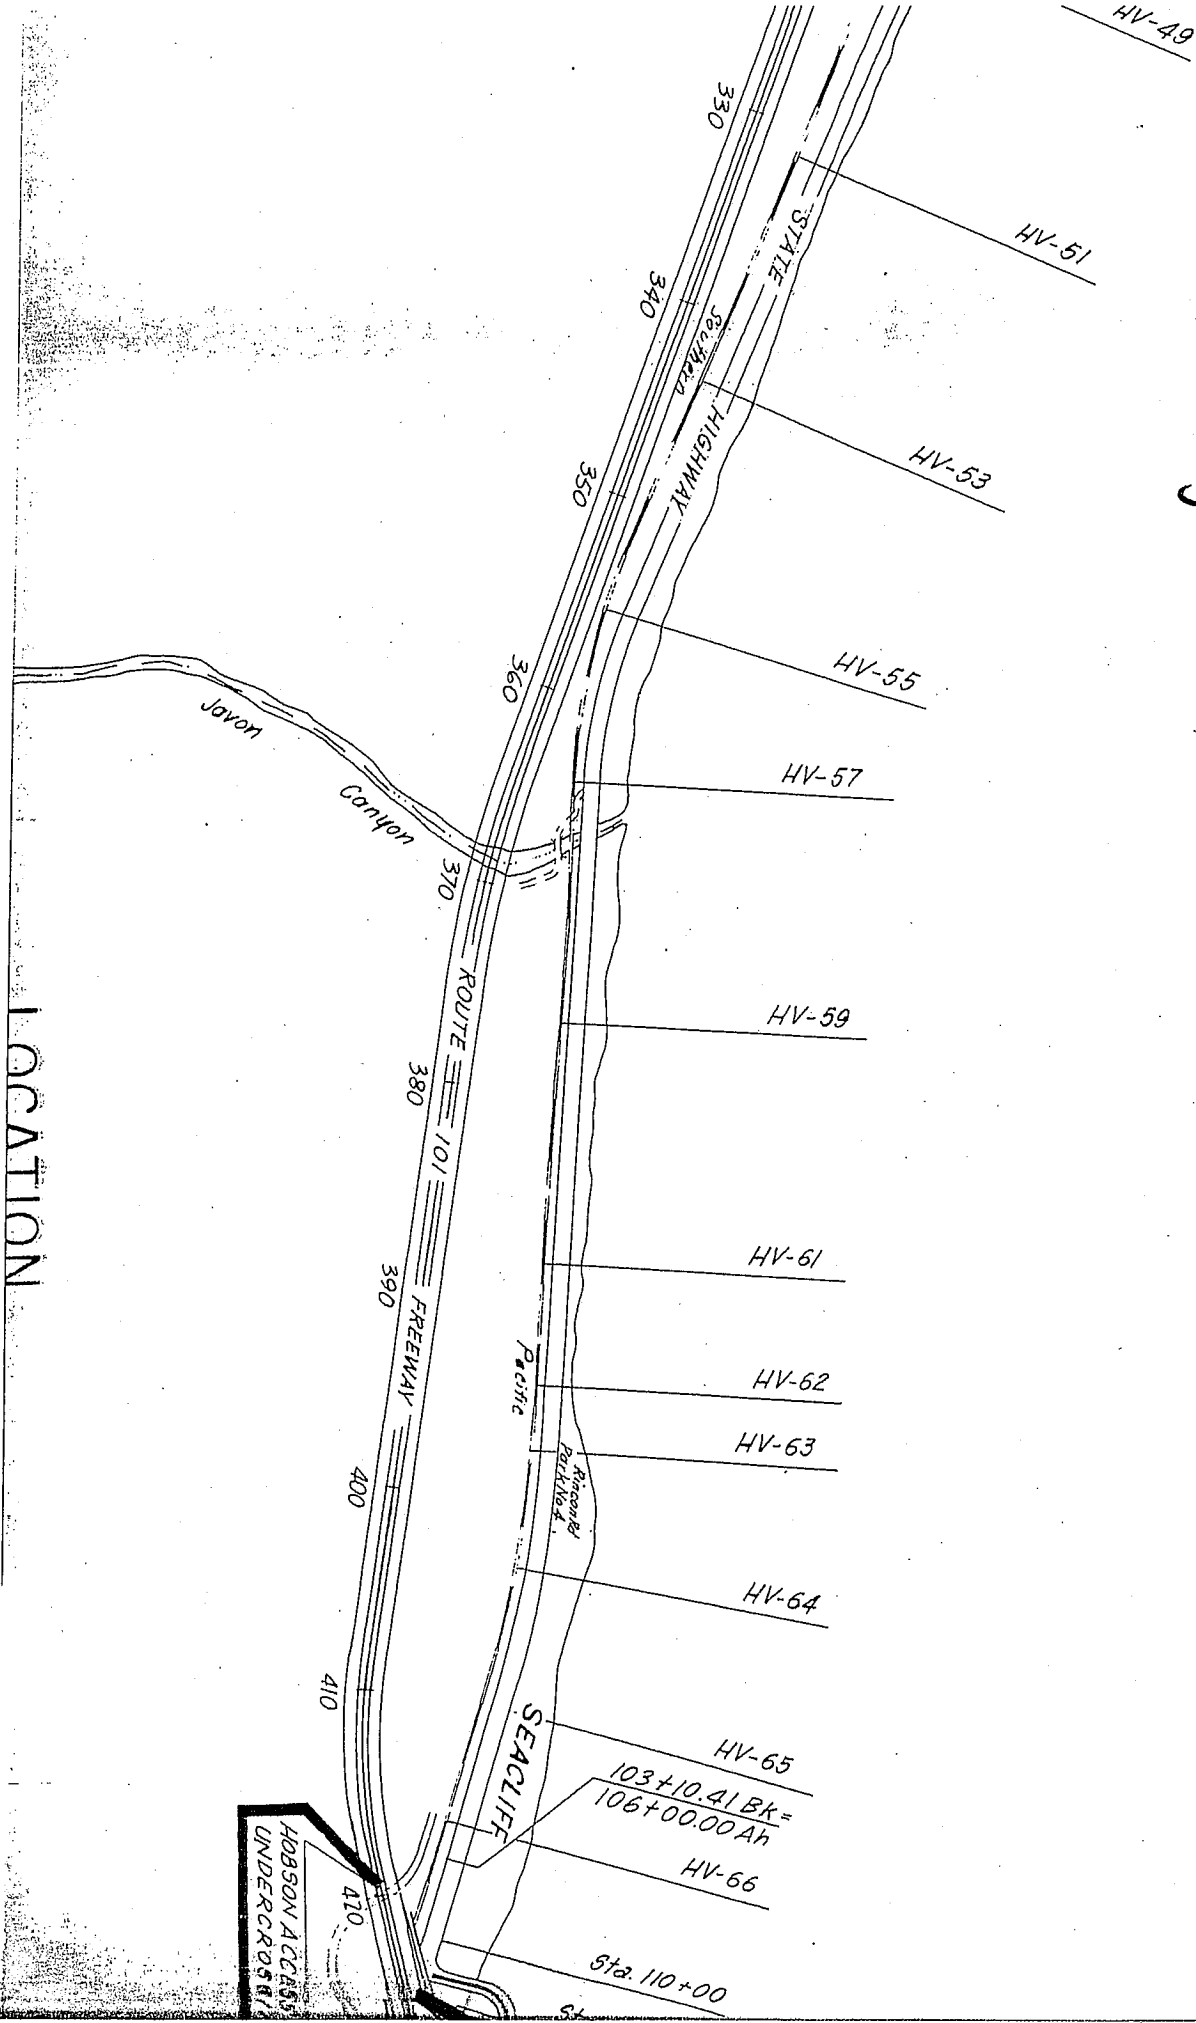 HV-49
330
HV-51
STATE
340
Southern
HV-53
HIGHWAY
350
HV-55
360
Javon
HV-57
Canyon
370
ROUTE
HV-59
380
101
LOCATION
HV-61
390
FREEWAY
Pacific
HV-62
HV-63
Rincon Rd
Park No. 4
400
HV-64
410
SEACLIFF
HV-65
103+10.41 BK=
106+00.00 Ah
HV-66
HOBSON ACCESS
UNDERCROSSI
420
Sta. 110+00
St